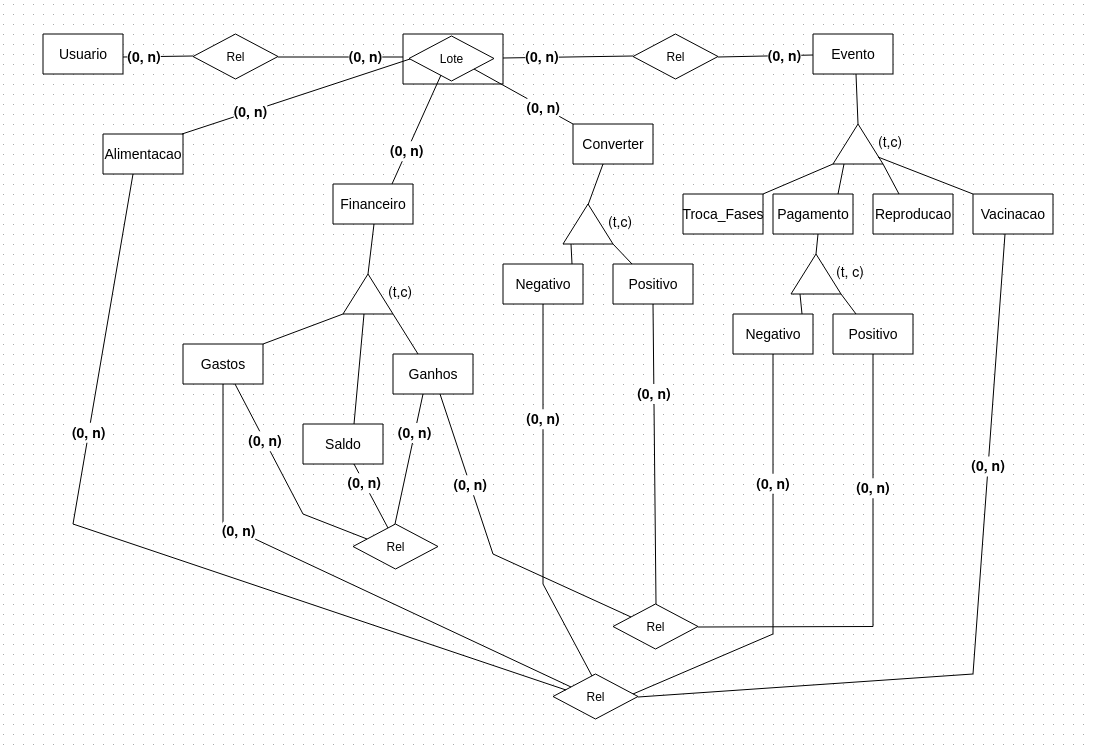 Usuario
(0, n)
Rel
(0, n)
Lote
(0, n)
Rel
(0, n)
Evento
(0, n)
(0, n)
(0, n)
Alimentacao
Converter
(t,c)
Financeiro
(t,c)
Troca_Fases
Pagamento
Reproducao
Vacinacao
(t,c)
Negativo
Positivo
(t, c)
Negativo
Positivo
Gastos
Ganhos
(0, n)
(0, n)
(0, n)
(0, n)
Saldo
(0, n)
(0, n)
(0, n)
(0, n)
(0, n)
(0, n)
(0, n)
(0, n)
Rel
Rel
Rel